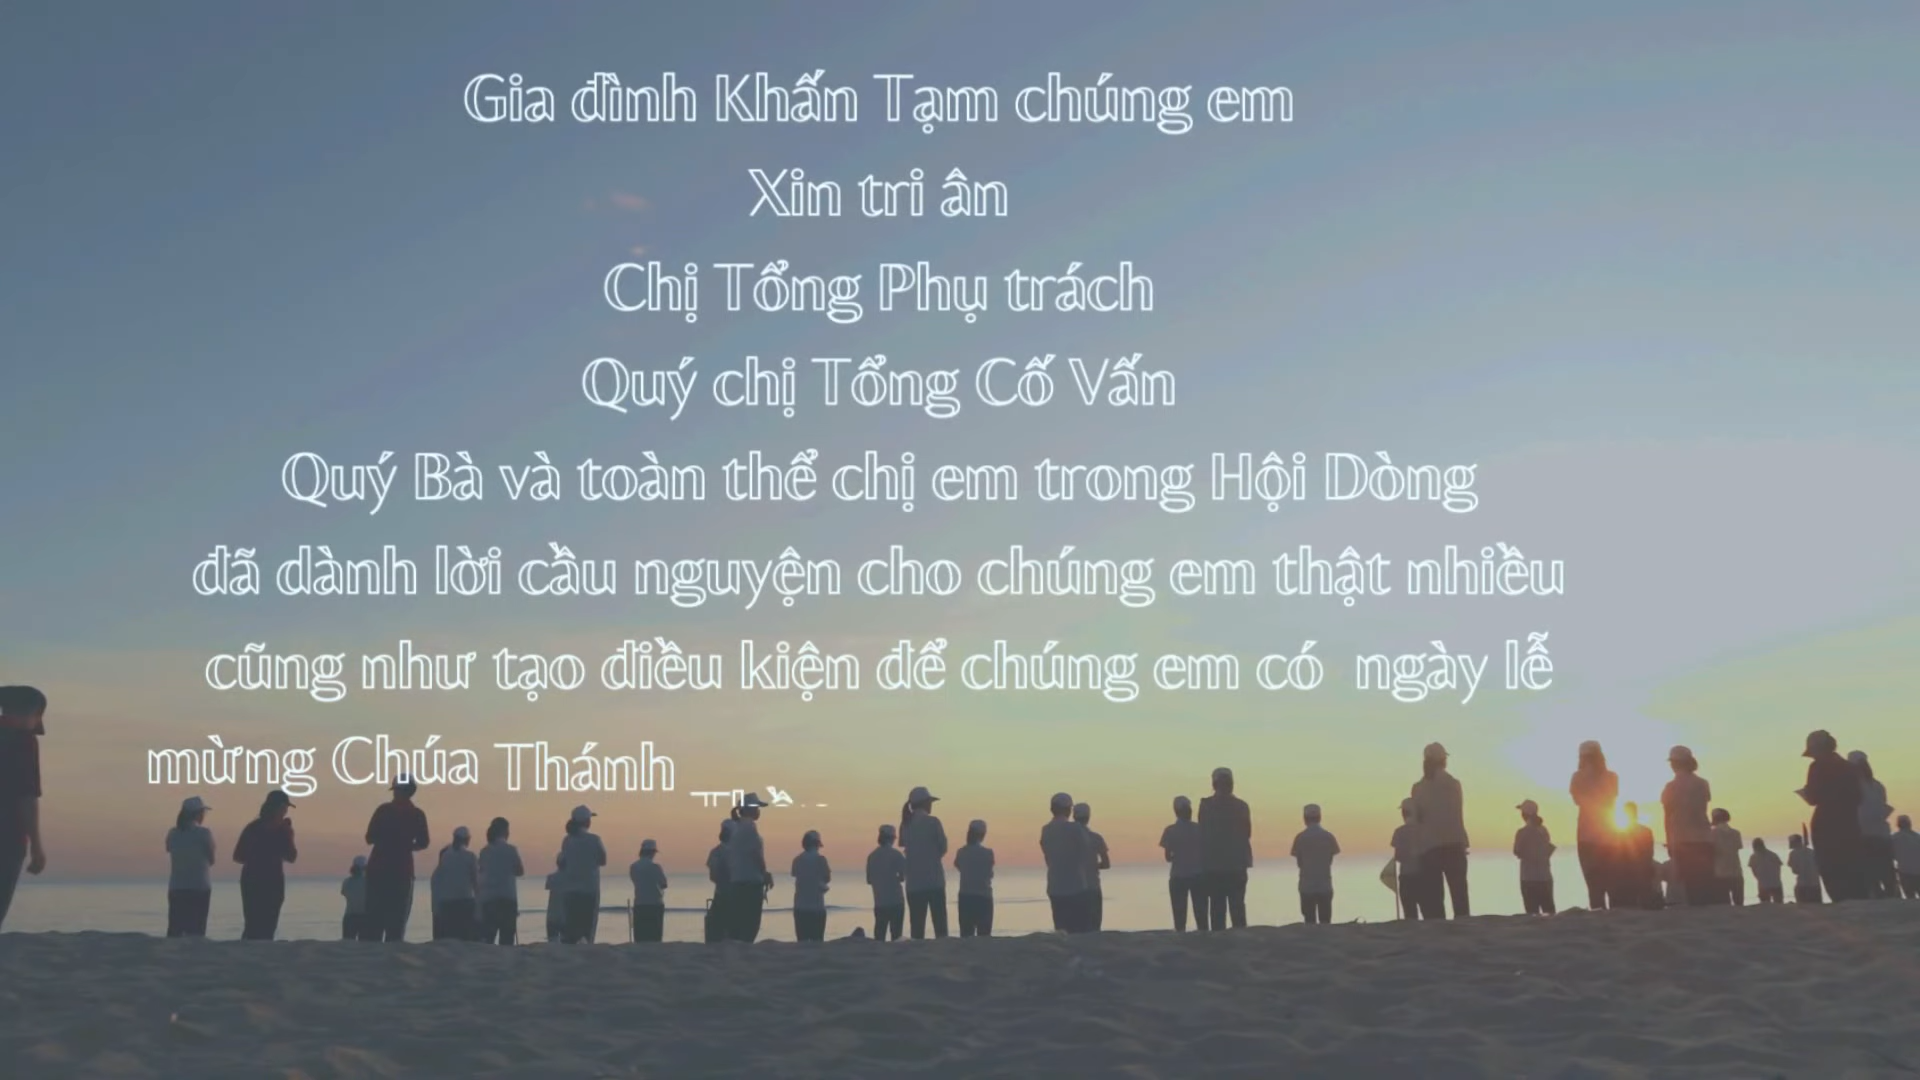 Gia đình Khấn Tạm chúng em
Xin tri ân
Chị Tổng Phụ trách
Quý chị Tổng Cố Vấn
Quý Bà và toàn thể chị em trong Hội Dòng
đã dành lời cầu nguyện cho chúng em thật nhiều
cũng như tạo điều kiện để chúng em có ngày lễ
mừng Chúa Thánh